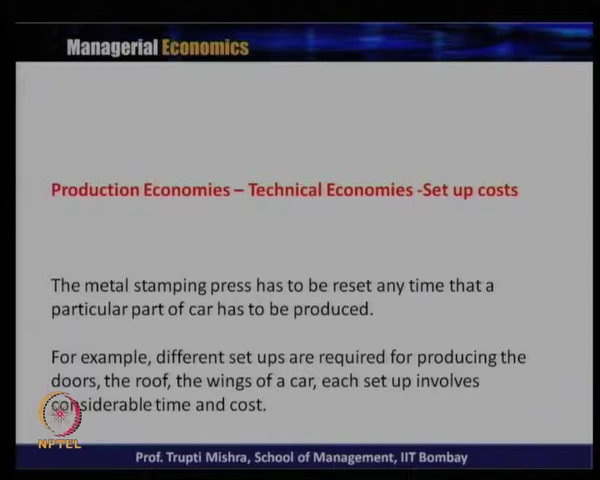 Managerial Economics
Production Economies – Technical Economies -Set up costs
The metal stamping press has to be reset any time that a
particular part of car has to be produced.
For example, different set ups are required for producing the
doors, the roof, the wings of a car, each set up involves
considerable time and cost.
NPTEL
Prof. Trupti Mishra, School of Management, IIT Bombay